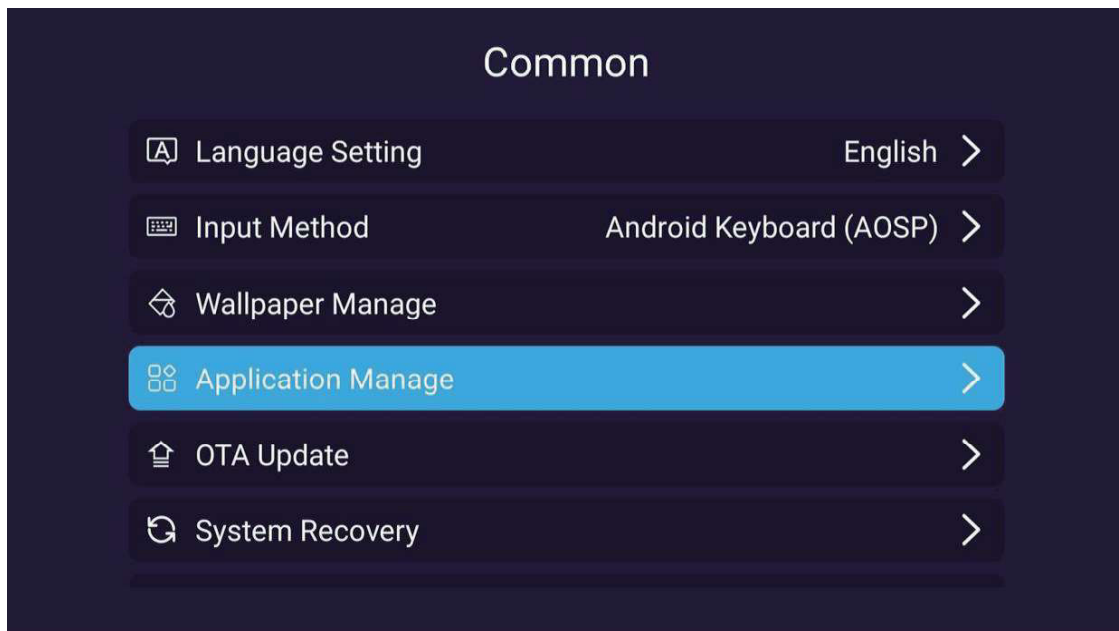 Common
Language Setting English
Input Method Android Keyboard (AOSP)
Wallpaper Manage
Application Manage
OTA Update
System Recovery